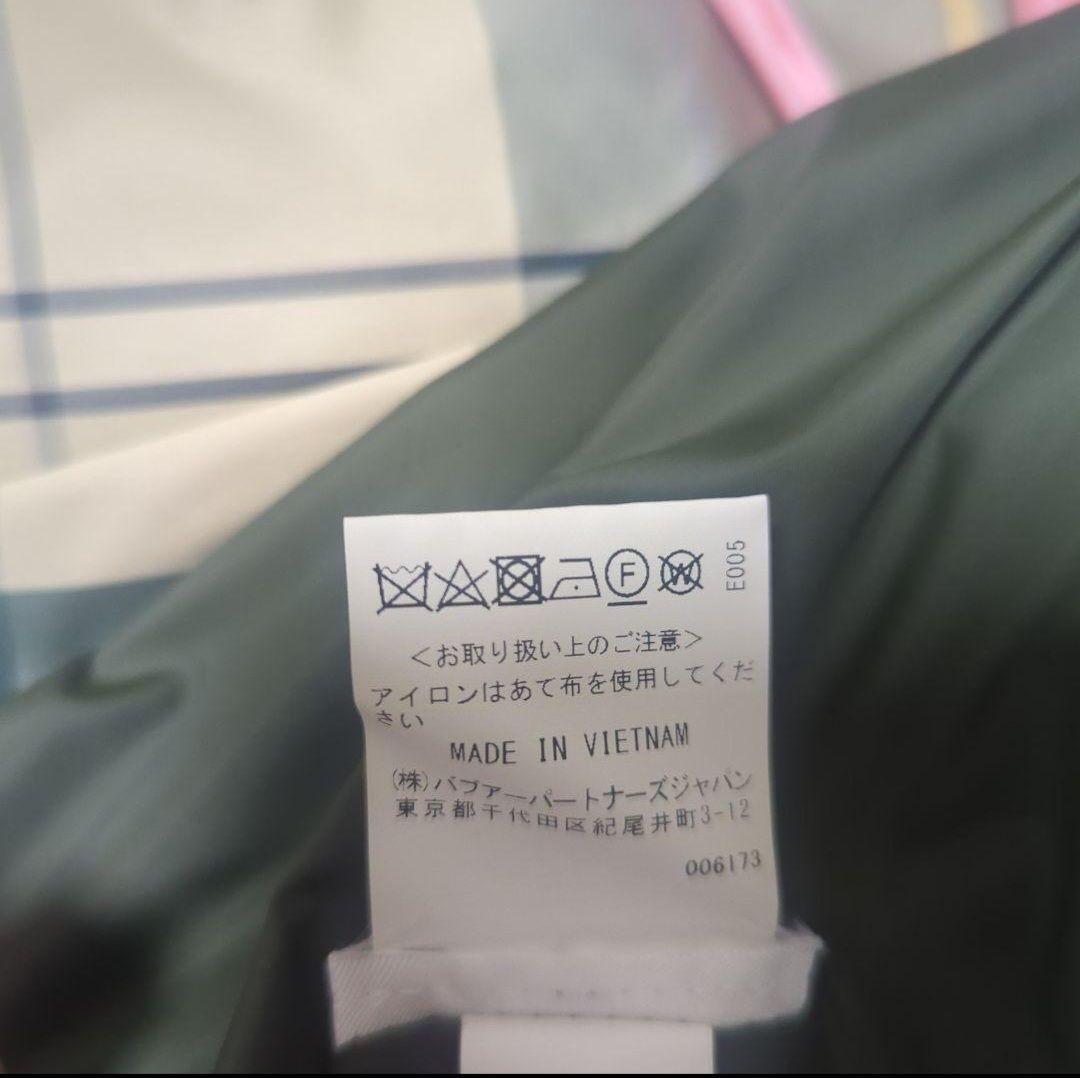 F W
E005
＜お取り扱い上のご注意＞
アイロンはあて布を使用してくだ
さい
MADE IN VIETNAM
(株)バブアーパートナーズジャパン
東京都千代田区紀尾井町3-12
006173